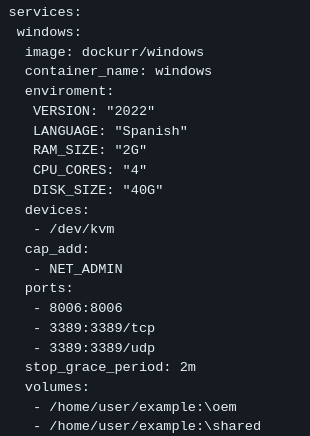 services:
 windows:
  image: dockurr/windows
  container_name: windows
  enviroment:
   VERSION: "2022"
   LANGUAGE: "Spanish"
   RAM_SIZE: "2G"
   CPU_CORES: "4"
   DISK_SIZE: "40G"
  devices:
   - /dev/kvm
  cap_add:
   - NET_ADMIN
  ports:
   - 8006:8006
   - 3389:3389/tcp
   - 3389:3389/udp
  stop_grace_period: 2m
  volumes:
   - /home/user/example:\oem
   - /home/user/example:\shared